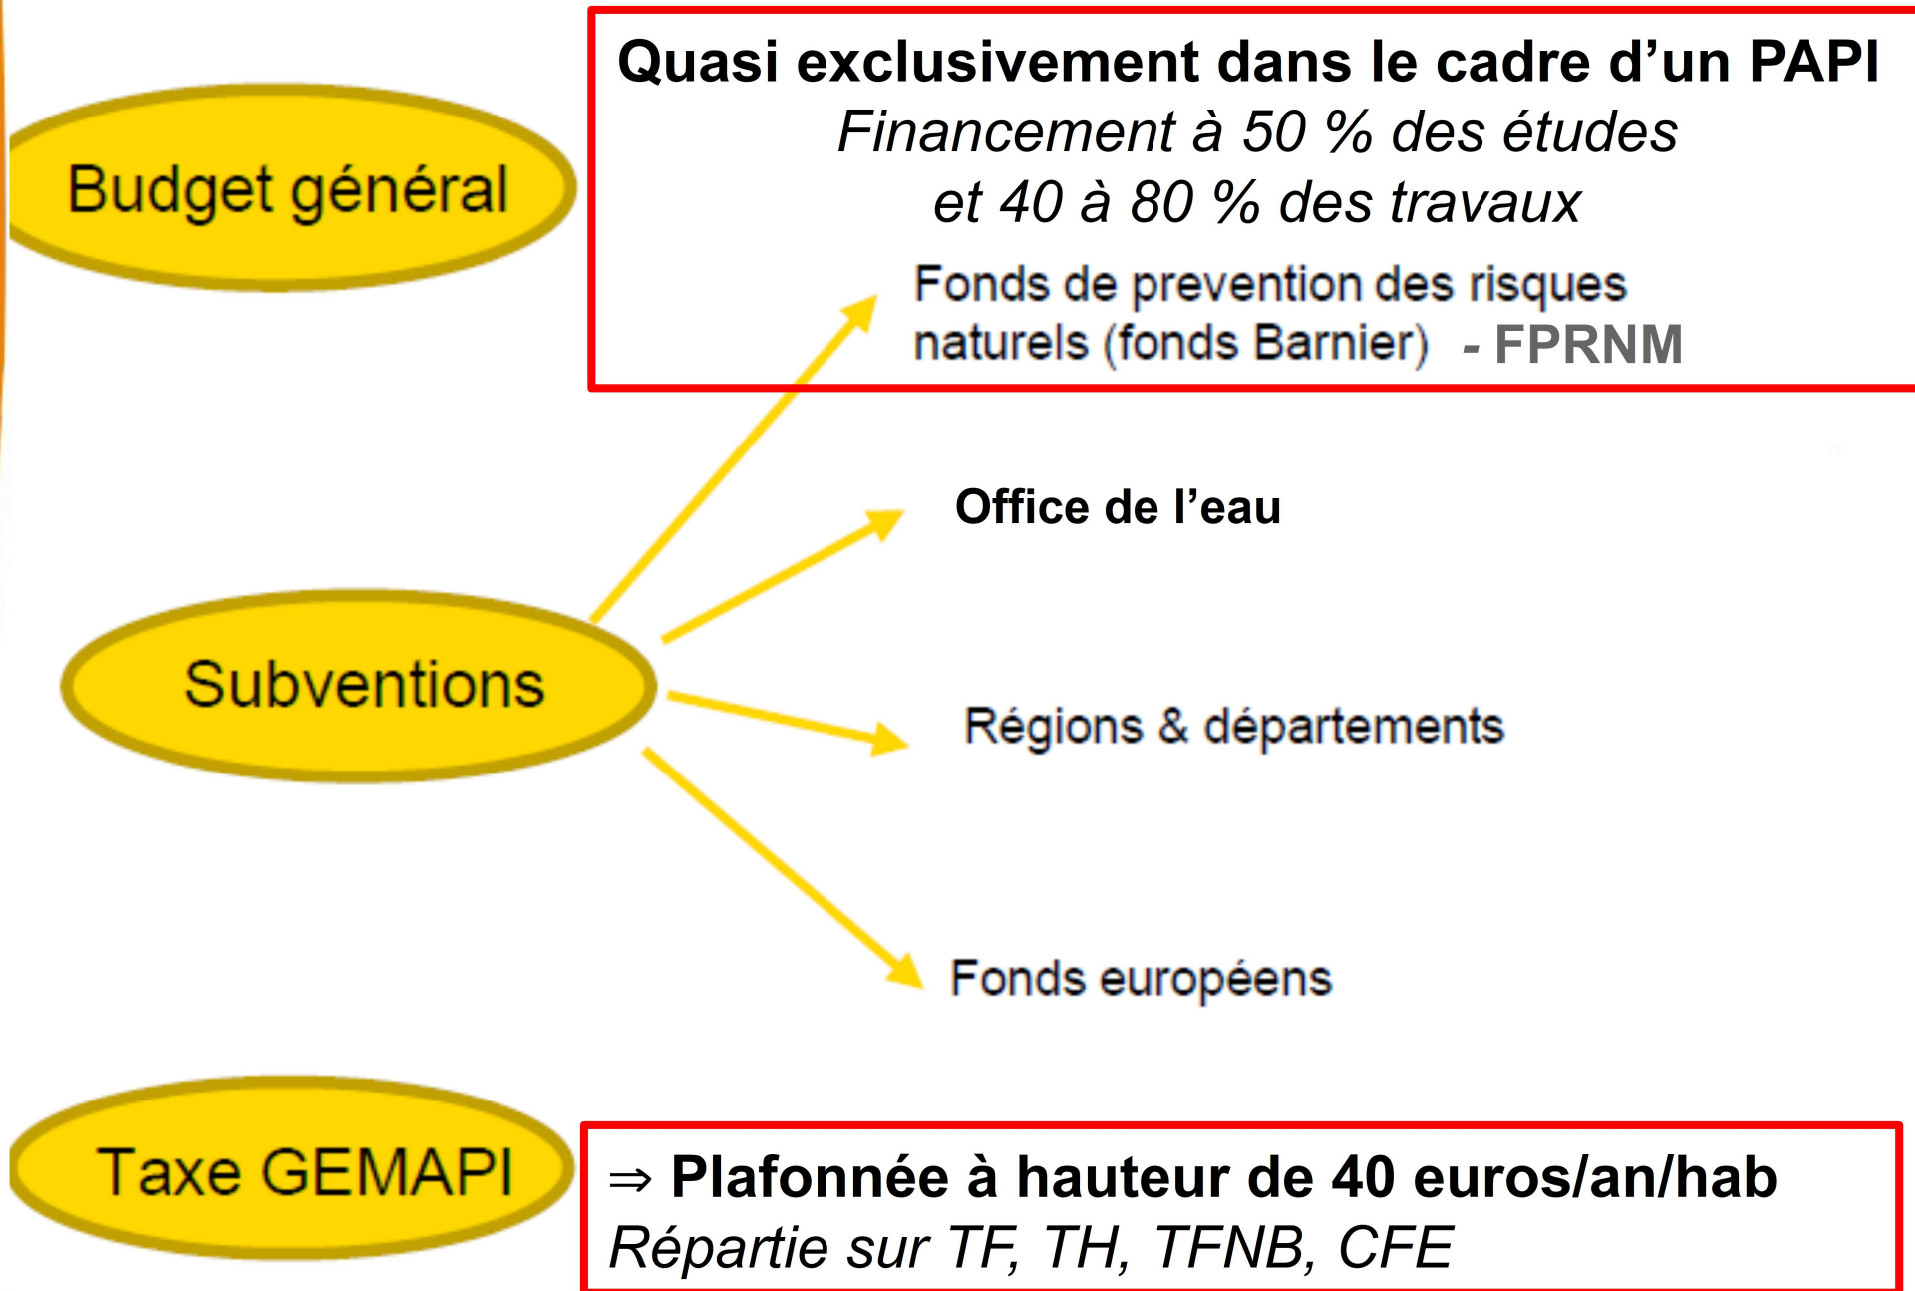 Quasi exclusivement dans le cadre d’un PAPI
Financement à 50 % des études
et 40 à 80 % des travaux
Budget général
Fonds de prevention des risques
naturels (fonds Barnier) - FPRNM
Office de l’eau
Subventions
Régions & départements
Fonds européens
Taxe GEMAPI
⇒ Plafonnée à hauteur de 40 euros/an/hab
Répartie sur TF, TH, TFNB, CFE